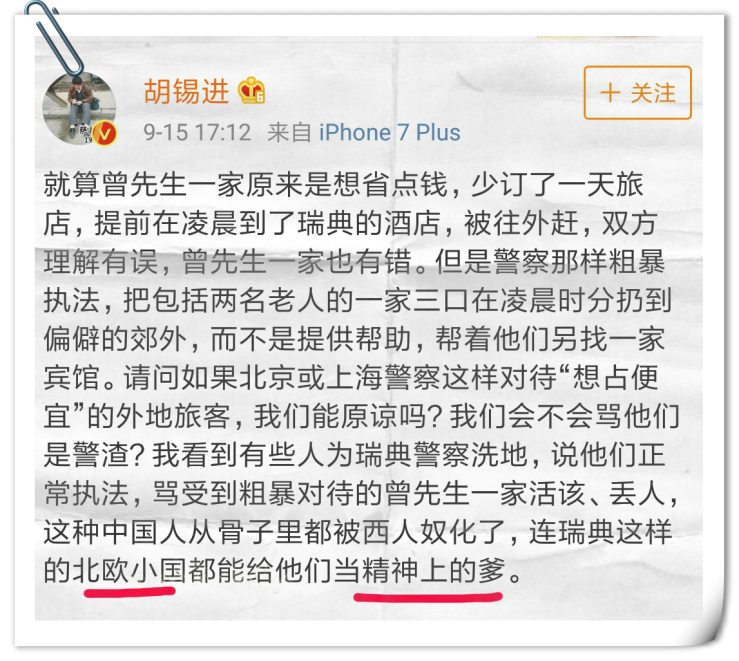 胡锡进
+ 关注
9-15 17:12 来自 iPhone 7 Plus
就算曾先生一家原来是想省点钱，少订了一天旅
店，提前在凌晨到了瑞典的酒店，被往外赶，双方
理解有误，曾先生一家也有错。但是警察那样粗暴
执法，把包括两名老人的一家三口在凌晨时分扔到
偏僻的郊外，而不是提供帮助，帮着他们另找一家
宾馆。请问如果北京或上海警察这样对待“想占便
宜”的外地旅客，我们能原谅吗？我们会不会骂他们
是警渣？我看到有些人为瑞典警察洗地，说他们正
常执法，骂受到粗暴对待的曾先生一家活该、丢人，
这种中国人从骨子里都被西人奴化了，连瑞典这样
的北欧小国都能给他们当精神上的爹。